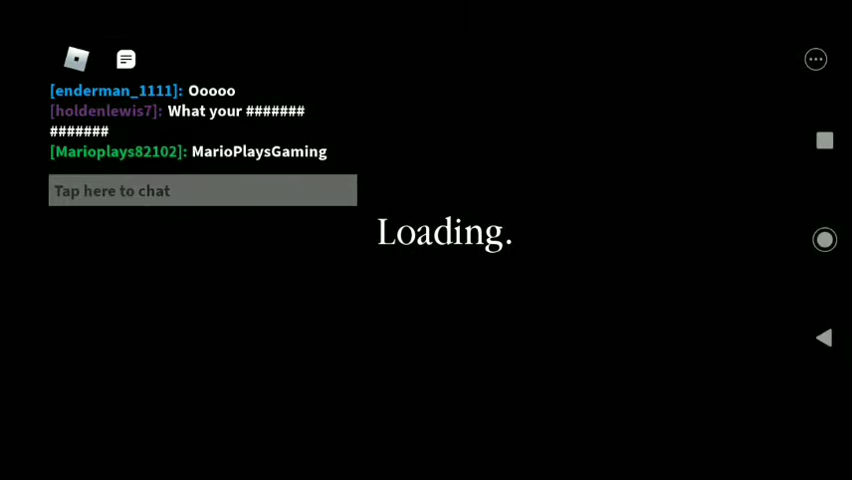 [enderman_1111]: Ooooo
[holdenlewis7]: What your #######
#######
[Marioplays82102]: MarioPlaysGaming
Tap here to chat
Loading.